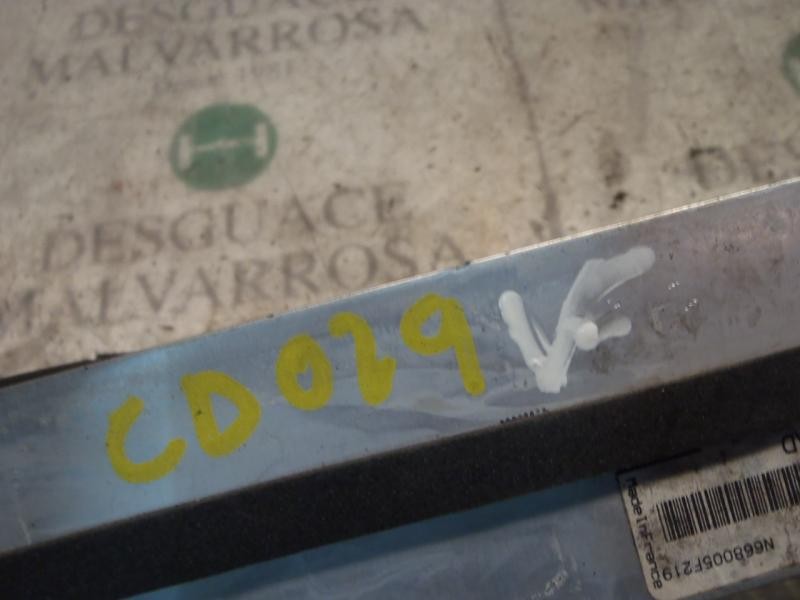 DESGUACE
MALVARROSA
DESGUACE
MALVARROSA
CD029
Made In France
N668005F219